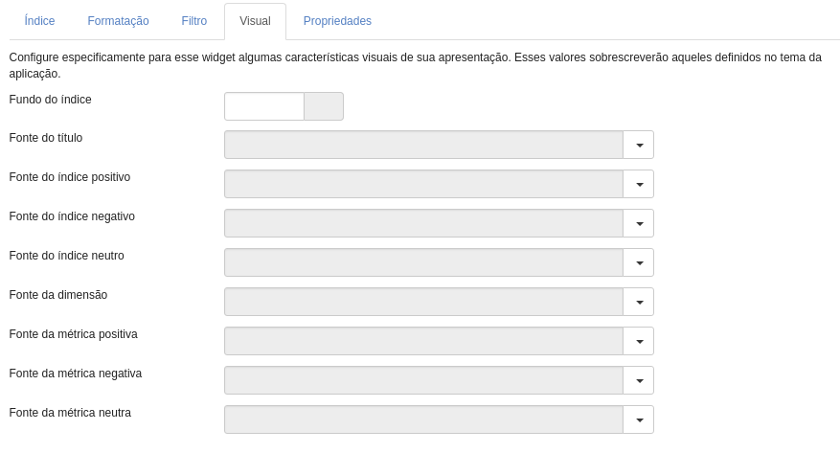 Índice Formatação Filtro Visual Propriedades
Configure especificamente para esse widget algumas características visuais de sua apresentação. Esses valores sobrescreverão aqueles definidos no tema da
aplicação.
Fundo do índice
Fonte do título
Fonte do índice positivo
Fonte do índice negativo
Fonte do índice neutro
Fonte da dimensão
Fonte da métrica positiva
Fonte da métrica negativa
Fonte da métrica neutra